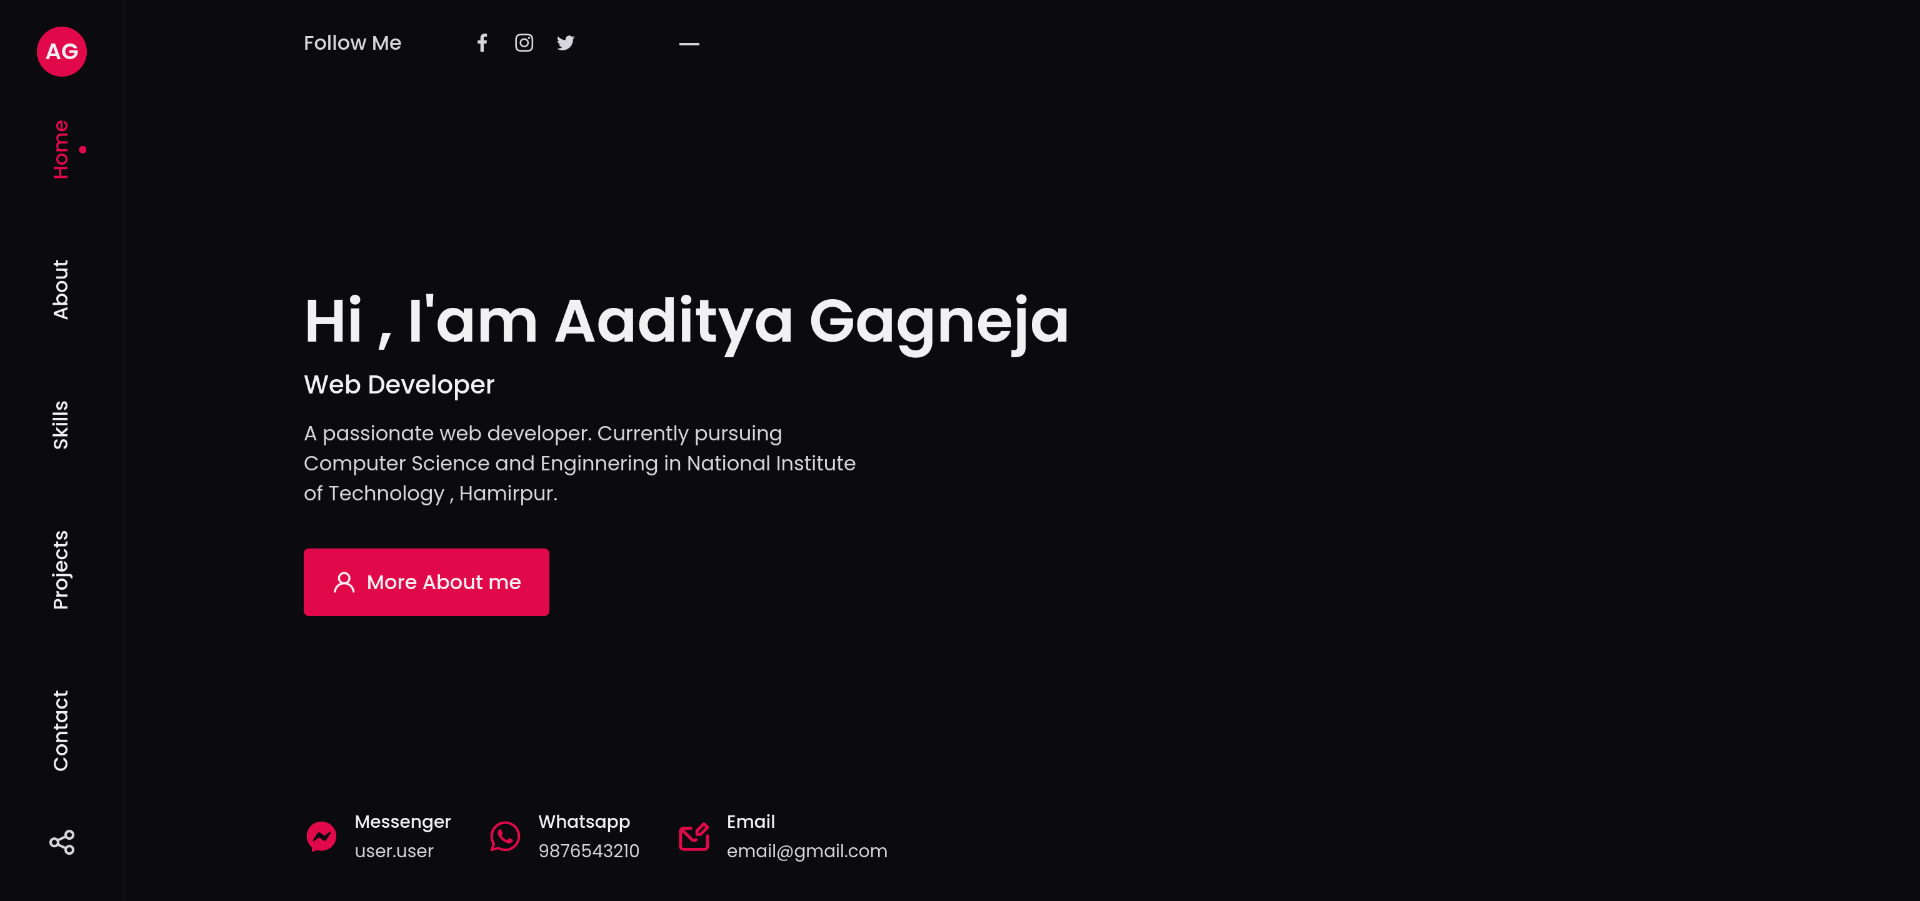 AG
Home
About
Skills
Projects
Contact
Follow Me
Hi , I'am Aaditya Gagneja
Web Developer
A passionate web developer. Currently pursuing
Computer Science and Enginnering in National Institute
of Technology , Hamirpur.
More About me
Messenger
user.user
Whatsapp
9876543210
Email
email@gmail.com